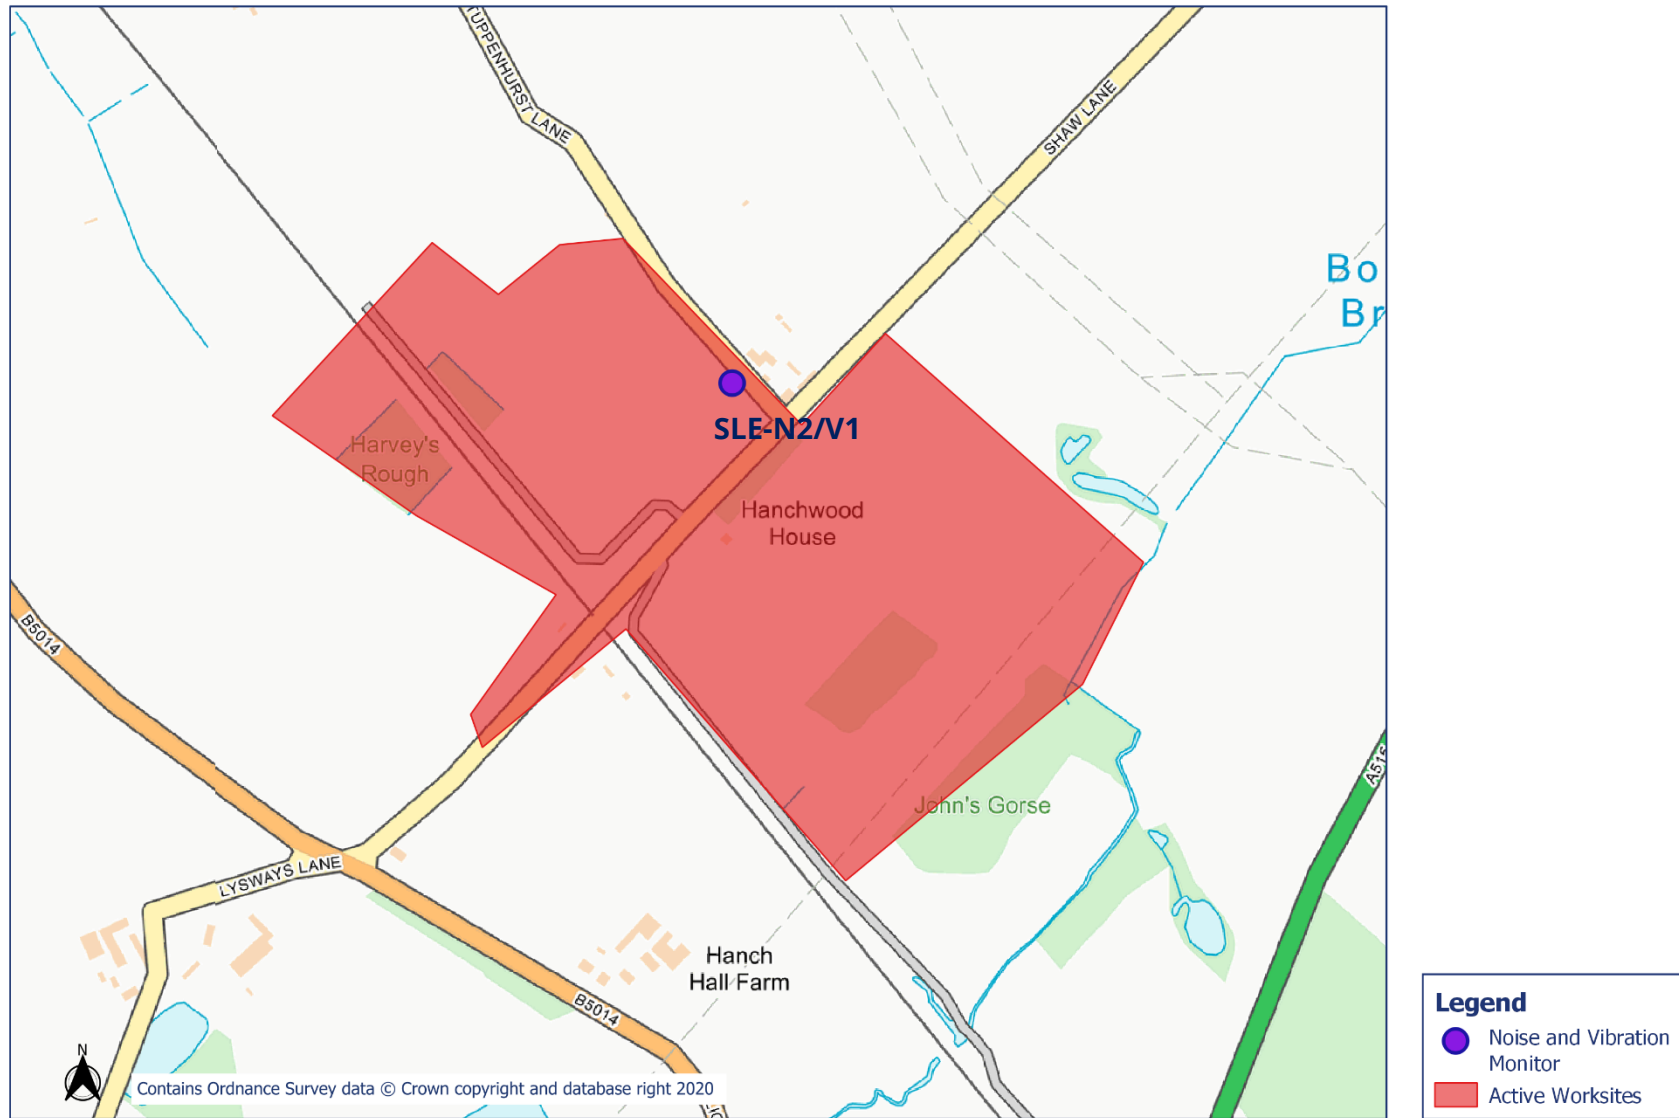 TUPPENHURST LANE
SHAW LANE
Bo
Br
SLE-N2/V1
Harvey's
Rough
Hanchwood
House
B5014
A515
John's Gorse
LYSWAYS LANE
Hanch
Hall Farm
B5014
N
Contains Ordnance Survey data © Crown copyright and database right 2020
Legend
Noise and Vibration
Monitor
Active Worksites